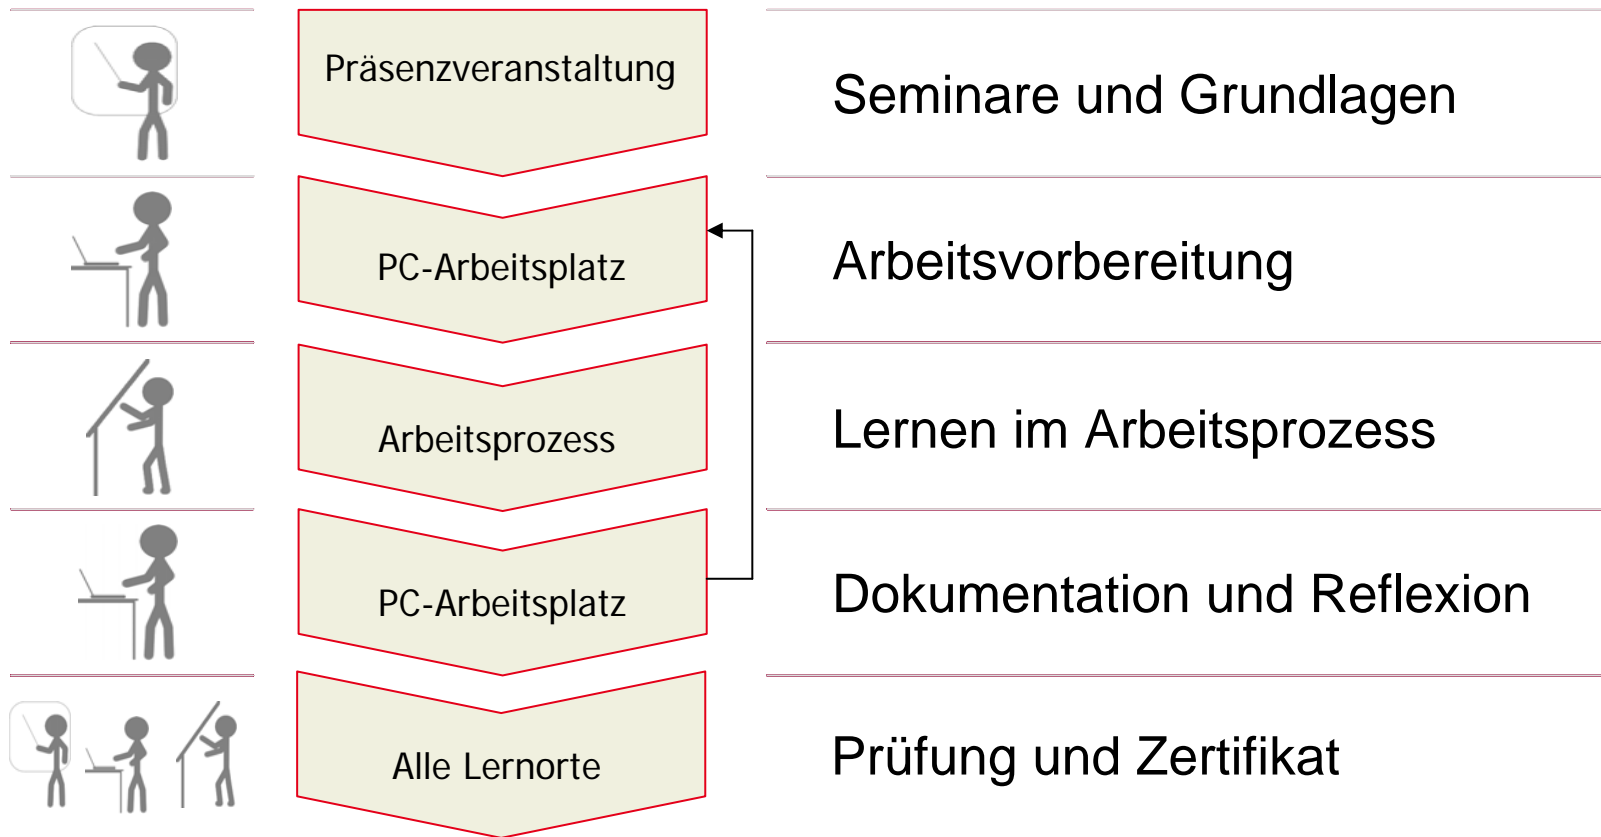 Präsenzveranstaltung
Seminare und Grundlagen
PC-Arbeitsplatz
Arbeitsvorbereitung
Arbeitsprozess
Lernen im Arbeitsprozess
PC-Arbeitsplatz
Dokumentation und Reflexion
Alle Lernorte
Prüfung und Zertifikat